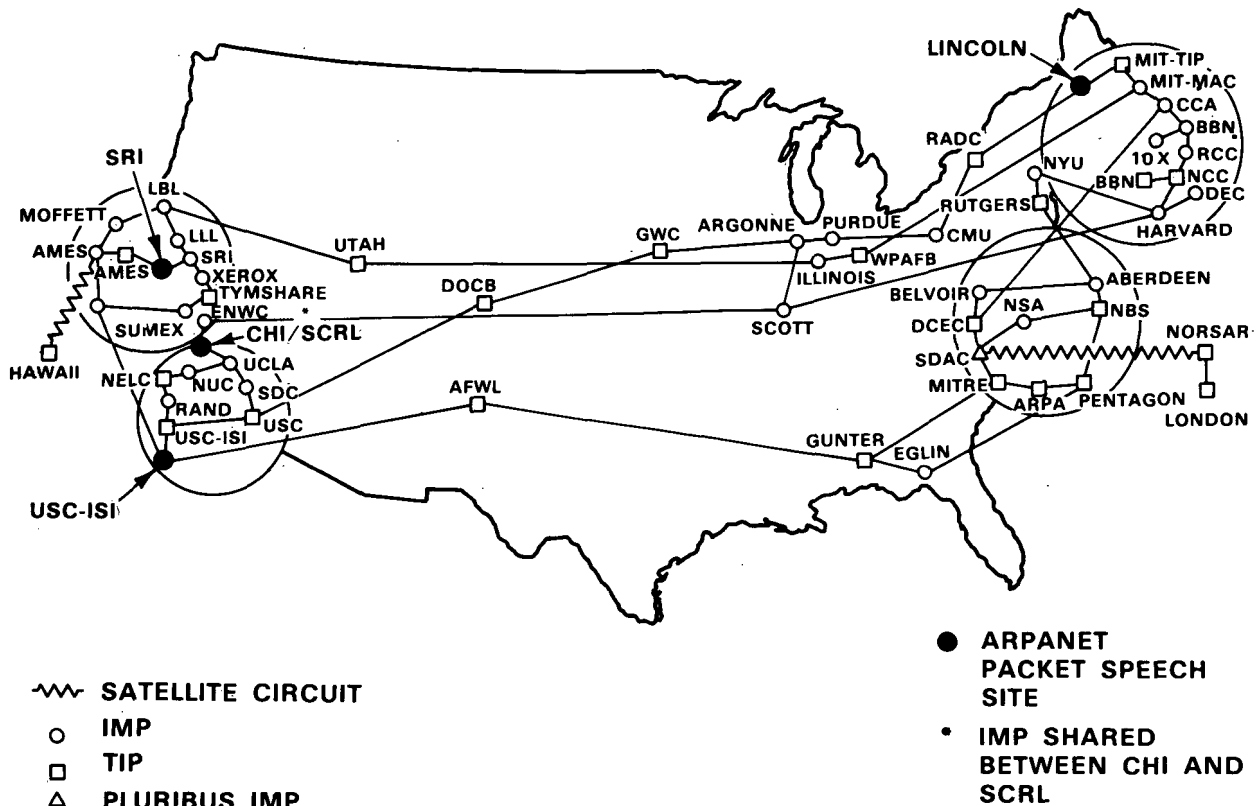 LINCOLN
MIT-TIP
MIT-MAC
CCA
BBN
RCC
10X
NCC
BBN
DEC
HARVARD
RADC
NYU
RUTGERS
SRI
LBL
MOFFETT
LLL
SRI
AMES
AMES
XEROX
TYMSHARE
SUMEX
ENWC
HAWAII
CHI/SCRL
UTAH
DOCB
GWC
ARGONNE
PURDUE
CMU
ILLINOIS
WPAFB
SCOTT
BELVOIR
ABERDEEN
NSA
DCEC
NBS
SDAC
NORSAR
MITRE
ARPA
PENTAGON
LONDON
UCLA
NELC
NUC
SDC
RAND
USC
USC-ISI
AFWL
GUNTER
EGLIN
USC-ISI
SATELLITE CIRCUIT
IMP
TIP
PLURIBUS IMP
ARPANET
PACKET SPEECH
SITE
* IMP SHARED
BETWEEN CHI AND
SCRL